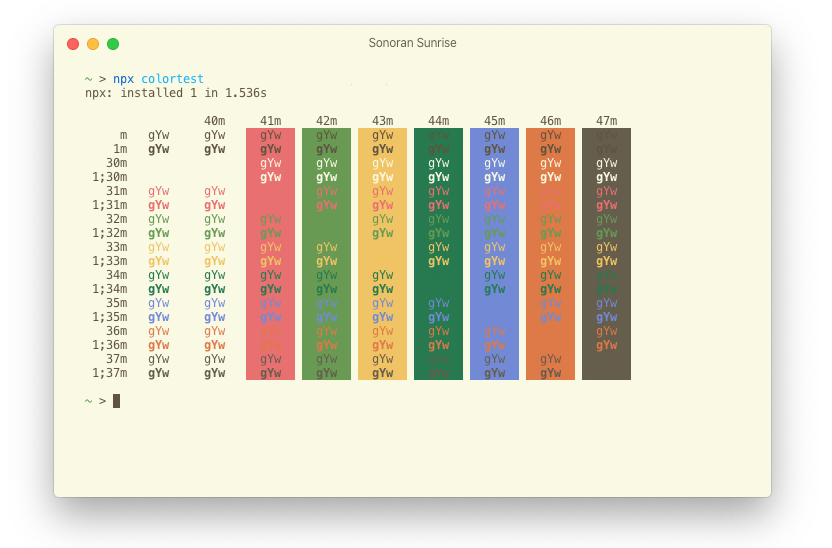 Sonoran Sunrise
~ > npx colortest
npx: installed 1 in 1.536s
40m 41m 42m 43m 44m 45m 46m 47m
m gYw gYw gYw gYw gYw gYw gYw gYw gYw
1m gYw gYw gYw gYw gYw gYw gYw gYw gYw
30m gYw gYw gYw gYw gYw gYw gYw
1;30m gYw gYw gYw gYw gYw gYw gYw
31m gYw gYw gYw gYw gYw gYw gYw gYw
1;31m gYw gYw gYw gYw gYw gYw gYw gYw
32m gYw gYw gYw gYw gYw gYw gYw gYw
1;32m gYw gYw gYw gYw gYw gYw gYw gYw
33m gYw gYw gYw gYw gYw gYw gYw gYw
1;33m gYw gYw gYw gYw gYw gYw gYw gYw
34m gYw gYw gYw gYw gYw gYw gYw gYw
1;34m gYw gYw gYw gYw gYw gYw gYw gYw
35m gYw gYw gYw gYw gYw gYw gYw gYw
1;35m gYw gYw gYw gYw gYw gYw gYw gYw
36m gYw gYw gYw gYw gYw gYw gYw gYw
1;36m gYw gYw gYw gYw gYw gYw gYw gYw
37m gYw gYw gYw gYw gYw gYw gYw gYw
1;37m gYw gYw gYw gYw gYw gYw gYw gYw
~ >